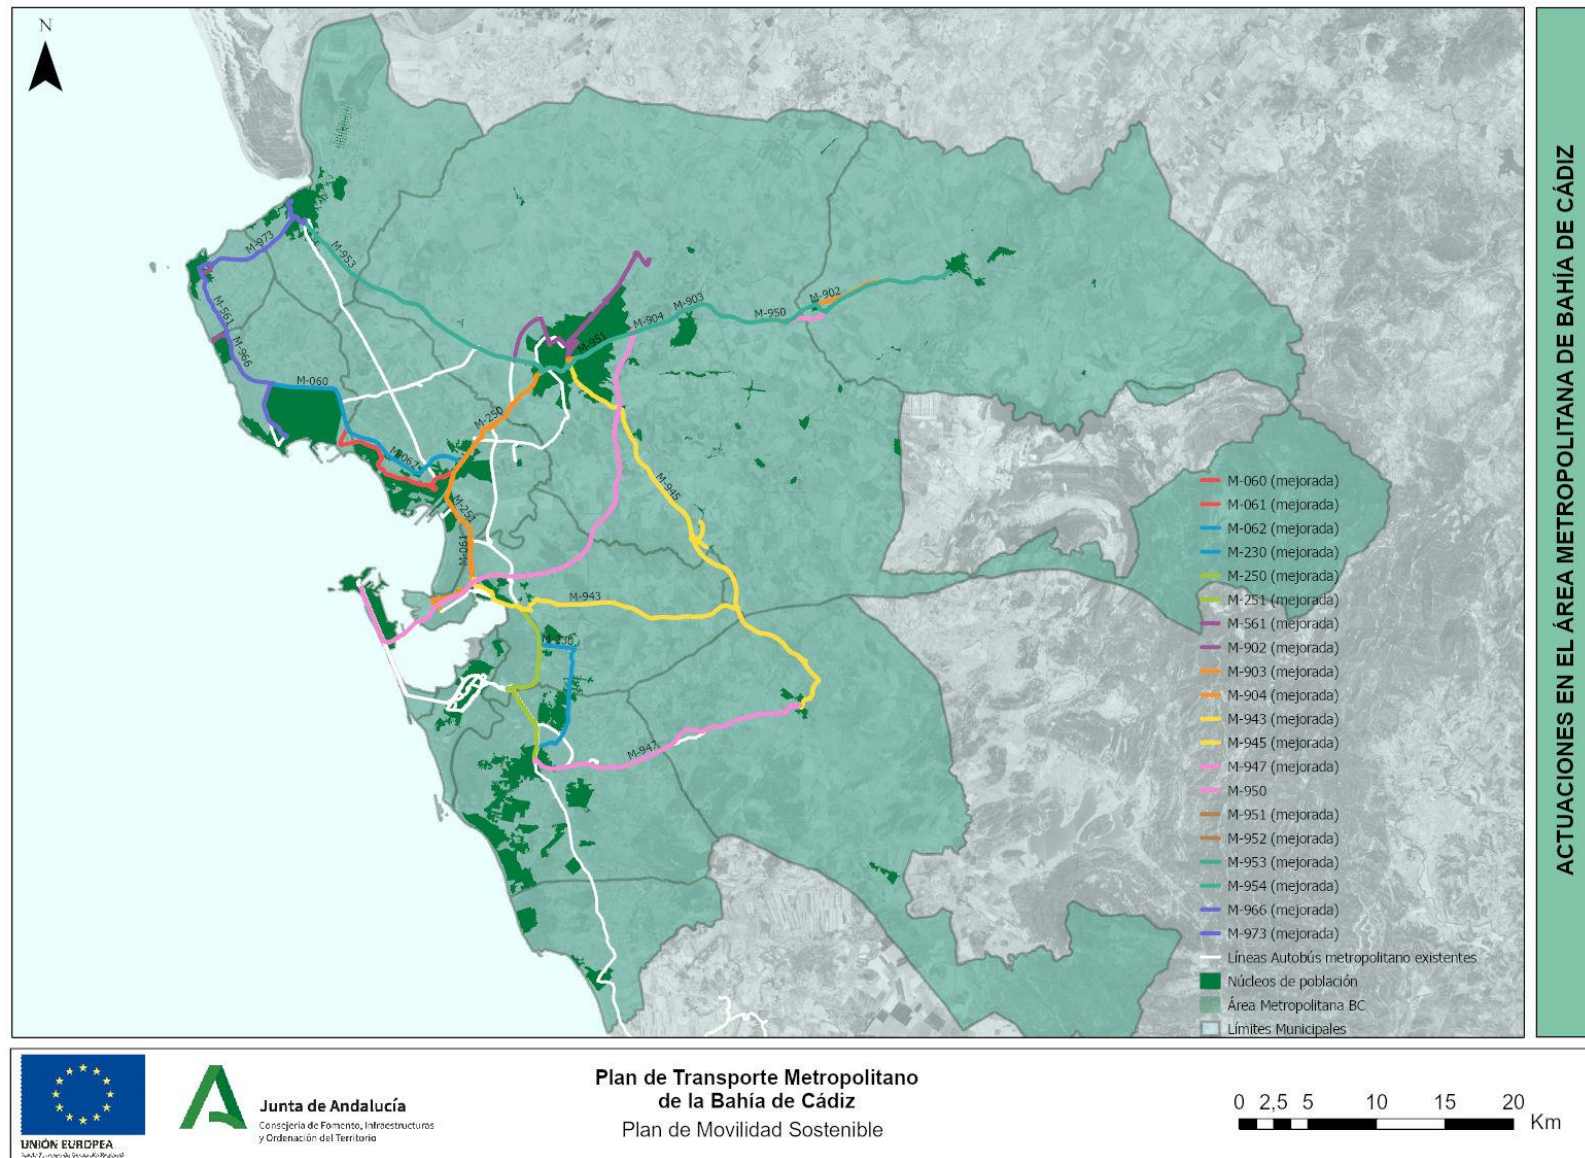 N
M-973
M-953
M-561
M-966
M-060
M-062
M-250
M-251
M-061
M-951
M-904
M-903
M-950
M-902
M-945
M-943
M-230
M-947
M-060 (mejorada)
M-061 (mejorada)
M-062 (mejorada)
M-230 (mejorada)
M-250 (mejorada)
M-251 (mejorada)
M-561 (mejorada)
M-902 (mejorada)
M-903 (mejorada)
M-904 (mejorada)
M-943 (mejorada)
M-945 (mejorada)
M-947 (mejorada)
M-950
M-951 (mejorada)
M-952 (mejorada)
M-953 (mejorada)
M-954 (mejorada)
M-966 (mejorada)
M-973 (mejorada)
Líneas Autobús metropolitano existentes
Núcleos de población
Área Metropolitana BC
Límites Municipales
ACTUACIONES EN EL ÁREA METROPOLITANA DE BAHÍA DE CÁDIZ
UNIÓN EUROPEA
Junta de Andalucía
Consejería de Fomento, Infraestructuras
y Ordenación del Territorio
Plan de Transporte Metropolitano
de la Bahía de Cádiz
Plan de Movilidad Sostenible
0 2,5 5 10 15 20
Km